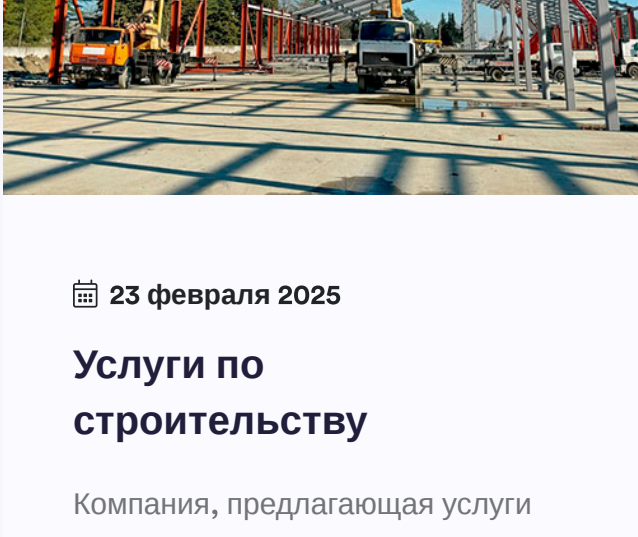 23 февраля 2025
Услуги по
строительству
Компания, предлагающая услуги